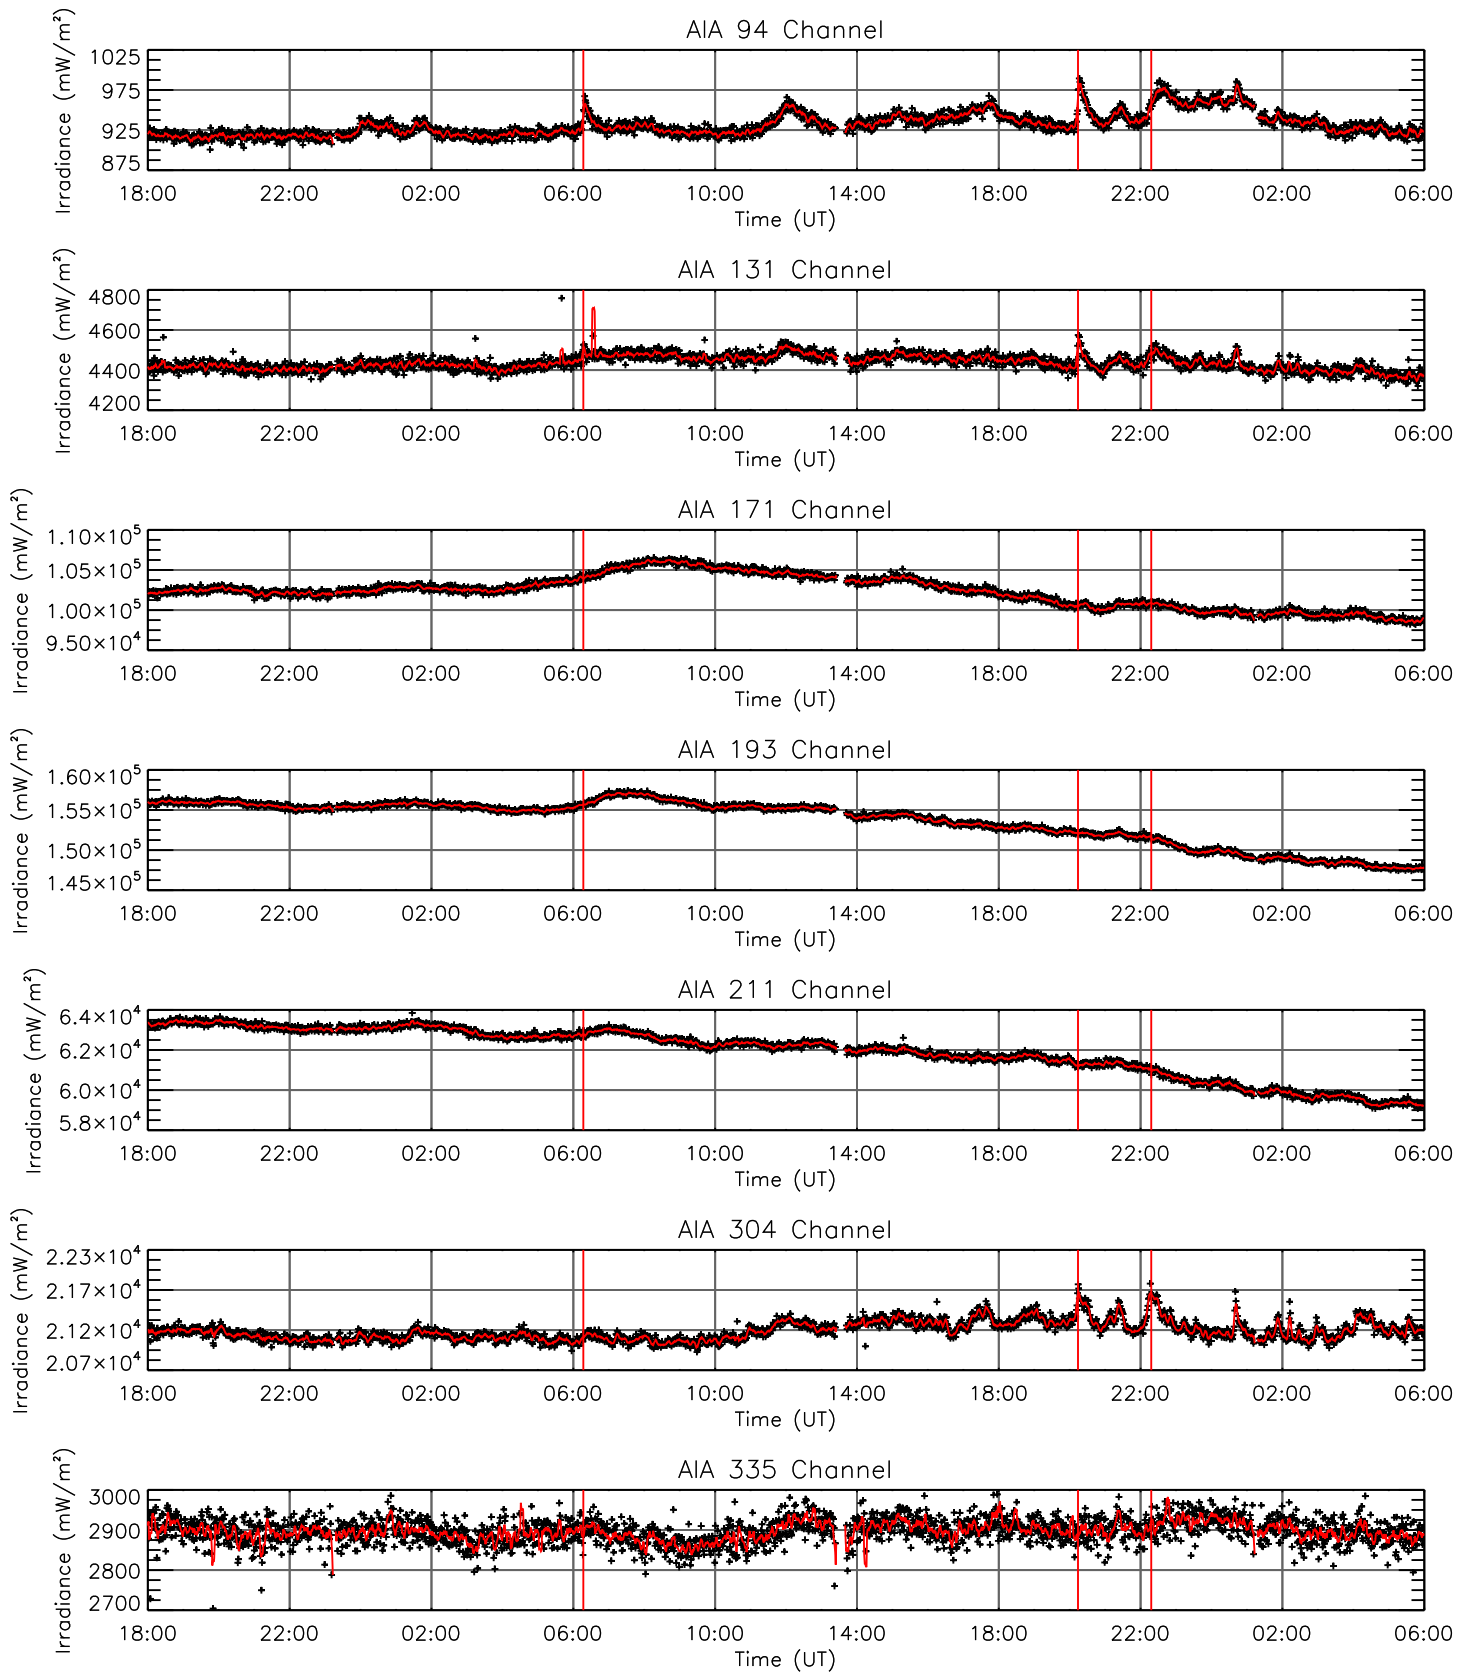 AIA 94 Channel
Irradiance (mW/m²)
1025
975
925
875
18:00 22:00 02:00 06:00 10:00 14:00 18:00 22:00 02:00 06:00
Time (UT)
AIA 131 Channel
Irradiance (mW/m²)
4800
4600
4400
4200
18:00 22:00 02:00 06:00 10:00 14:00 18:00 22:00 02:00 06:00
Time (UT)
AIA 171 Channel
Irradiance (mW/m²)
1.10×10⁵
1.05×10⁵
1.00×10⁵
9.50×10⁴
18:00 22:00 02:00 06:00 10:00 14:00 18:00 22:00 02:00 06:00
Time (UT)
AIA 193 Channel
Irradiance (mW/m²)
1.60×10⁵
1.55×10⁵
1.50×10⁵
1.45×10⁵
18:00 22:00 02:00 06:00 10:00 14:00 18:00 22:00 02:00 06:00
Time (UT)
AIA 211 Channel
Irradiance (mW/m²)
6.4×10⁴
6.2×10⁴
6.0×10⁴
5.8×10⁴
18:00 22:00 02:00 06:00 10:00 14:00 18:00 22:00 02:00 06:00
Time (UT)
AIA 304 Channel
Irradiance (mW/m²)
2.23×10⁴
2.17×10⁴
2.12×10⁴
2.07×10⁴
18:00 22:00 02:00 06:00 10:00 14:00 18:00 22:00 02:00 06:00
Time (UT)
AIA 335 Channel
Irradiance (mW/m²)
3000
2900
2800
2700
18:00 22:00 02:00 06:00 10:00 14:00 18:00 22:00 02:00 06:00
Time (UT)